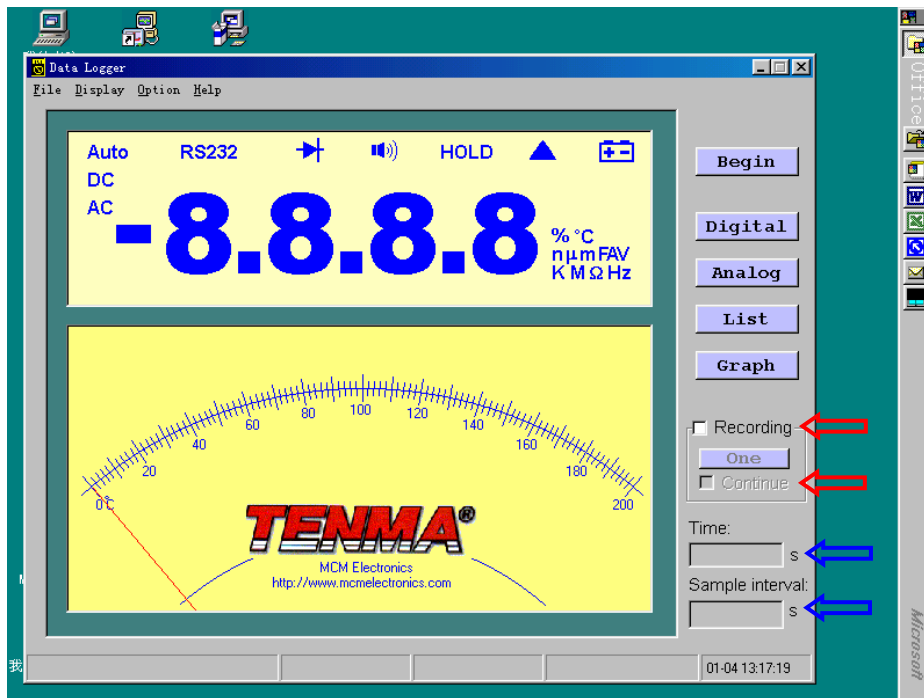 Data Logger
File Display Option Help
Auto RS232 HOLD
DC
AC
-8.8.8.8
% °C
nμmFAV
KMΩHz
Begin
Digital
Analog
List
Graph
0℃ 20 40 60 80 100 120 140 160 180 200
TENMA®
MCM Electronics
http://www.mcmelectronics.com
Recording
One
Continue
Time:
s
Sample interval:
s
01-04 13:17:19
Office
Microsoft
我